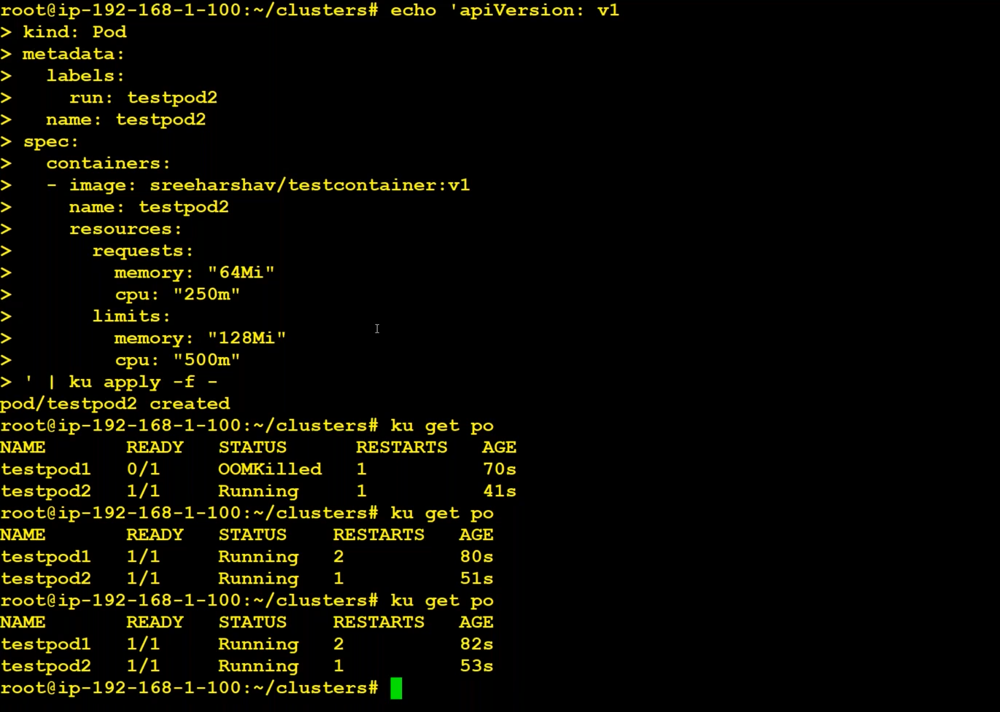 root@ip-192-168-1-100:~/clusters# echo 'apiVersion: v1
> kind: Pod
> metadata:
>   labels:
>     run: testpod2
>   name: testpod2
> spec:
>   containers:
>   - image: sreeharshav/testcontainer:v1
>     name: testpod2
>     resources:
>       requests:
>         memory: "64Mi"
>         cpu: "250m"
>       limits:
>         memory: "128Mi"
>         cpu: "500m"
> ' | ku apply -f -
pod/testpod2 created
root@ip-192-168-1-100:~/clusters# ku get po
NAME       READY   STATUS      RESTARTS   AGE
testpod1   0/1     OOMKilled   1          70s
testpod2   1/1     Running     1          41s
root@ip-192-168-1-100:~/clusters# ku get po
NAME       READY   STATUS    RESTARTS   AGE
testpod1   1/1     Running   2          80s
testpod2   1/1     Running   1          51s
root@ip-192-168-1-100:~/clusters# ku get po
NAME       READY   STATUS    RESTARTS   AGE
testpod1   1/1     Running   2          82s
testpod2   1/1     Running   1          53s
root@ip-192-168-1-100:~/clusters#